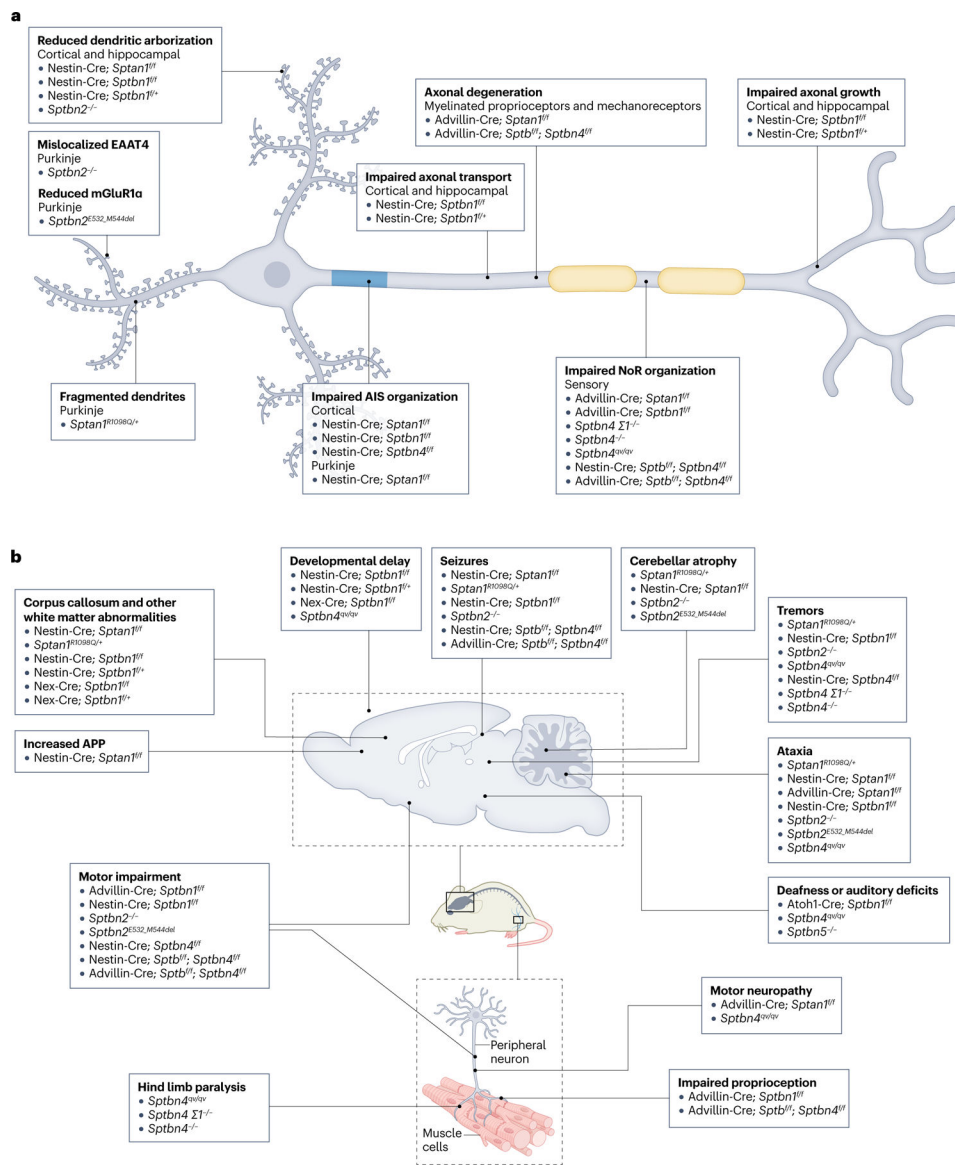 a
Reduced dendritic arborization
Cortical and hippocampal
• Nestin-Cre; Sptan1f/f
• Nestin-Cre; Sptbn1f/f
• Nestin-Cre; Sptbn1f/+
• Sptbn2–/–
Mislocalized EAAT4
Purkinje
• Sptbn2–/–
Reduced mGluR1α
Purkinje
• Sptbn2E532_M544del
Axonal degeneration
Myelinated proprioceptors and mechanoreceptors
• Advillin-Cre; Sptan1f/f
• Advillin-Cre; Sptbf/f; Sptbn4f/f
Impaired axonal growth
Cortical and hippocampal
• Nestin-Cre; Sptbn1f/f
• Nestin-Cre; Sptbn1f/+
Impaired axonal transport
Cortical and hippocampal
• Nestin-Cre; Sptbn1f/f
• Nestin-Cre; Sptbn1f/+
Fragmented dendrites
Purkinje
• Sptan1R1098Q/+
Impaired AIS organization
Cortical
• Nestin-Cre; Sptan1f/f
• Nestin-Cre; Sptbn1f/f
• Nestin-Cre; Sptbn4f/f
Purkinje
• Nestin-Cre; Sptan1f/f
Impaired NoR organization
Sensory
• Advillin-Cre; Sptan1f/f
• Advillin-Cre; Sptbn1f/f
• Sptbn4 Σ1–/–
• Sptbn4–/–
• Sptbn4qv/qv
• Nestin-Cre; Sptbf/f; Sptbn4f/f
• Advillin-Cre; Sptbf/f; Sptbn4f/f
b
Corpus callosum and other
white matter abnormalities
• Nestin-Cre; Sptan1f/f
• Sptan1R1098Q/+
• Nestin-Cre; Sptbn1f/f
• Nestin-Cre; Sptbn1f/+
• Nex-Cre; Sptbn1f/f
• Nex-Cre; Sptbn1f/+
Developmental delay
• Nestin-Cre; Sptbn1f/f
• Nestin-Cre; Sptbn1f/+
• Nex-Cre; Sptbn1f/f
• Sptbn4qv/qv
Seizures
• Nestin-Cre; Sptan1f/f
• Sptan1R1098Q/+
• Nestin-Cre; Sptbn1f/f
• Sptbn2–/–
• Nestin-Cre; Sptbf/f; Sptbn4f/f
• Advillin-Cre; Sptbf/f; Sptbn4f/f
Cerebellar atrophy
• Sptan1R1098Q/+
• Nestin-Cre; Sptan1f/f
• Sptbn2–/–
• Sptbn2E532_M544del
Tremors
• Sptan1R1098Q/+
• Nestin-Cre; Sptbn1f/f
• Sptbn2–/–
• Sptbn4qv/qv
• Nestin-Cre; Sptbn4f/f
• Sptbn4 Σ1–/–
• Sptbn4–/–
Increased APP
• Nestin-Cre; Sptan1f/f
Ataxia
• Sptan1R1098Q/+
• Nestin-Cre; Sptan1f/f
• Advillin-Cre; Sptan1f/f
• Nestin-Cre; Sptbn1f/f
• Sptbn2–/–
• Sptbn2E532_M544del
• Sptbn4qv/qv
Motor impairment
• Advillin-Cre; Sptbn1f/f
• Nestin-Cre; Sptbn1f/f
• Sptbn2–/–
• Sptbn2E532_M544del
• Nestin-Cre; Sptbn4f/f
• Nestin-Cre; Sptbf/f; Sptbn4f/f
• Advillin-Cre; Sptbf/f; Sptbn4f/f
Deafness or auditory deficits
• Atoh1-Cre; Sptbn1f/f
• Sptbn4qv/qv
• Sptbn5–/–
Motor neuropathy
• Advillin-Cre; Sptan1f/f
• Sptbn4qv/qv
Peripheral
neuron
Hind limb paralysis
• Sptbn4qv/qv
• Sptbn4 Σ1–/–
• Sptbn4–/–
Impaired proprioception
• Advillin-Cre; Sptbn1f/f
• Advillin-Cre; Sptbf/f; Sptbn4f/f
Muscle
cells